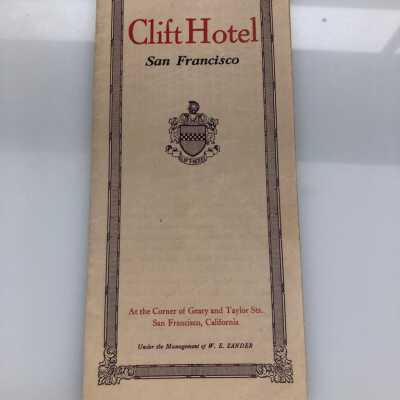 Clift Hotel
San Francisco
At the Corner of Geary and Taylor Sts.
San Francisco, California
Under the Management of W. E. ZANDER